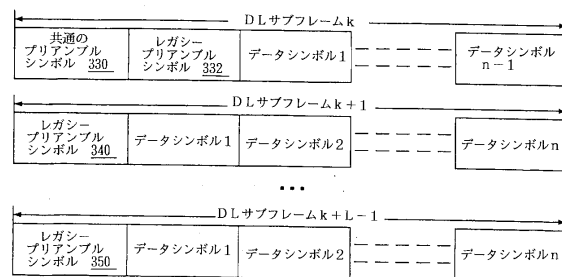 DLサブフレームk
共通の
プリアンブル
シンボル 330
レガシー
プリアンブル
シンボル 332
データシンボル1
データシンボル
n−1
DLサブフレームk+1
レガシー
プリアンブル
シンボル 340
データシンボル1
データシンボル2
データシンボルn
•••
DLサブフレームk+L−1
レガシー
プリアンブル
シンボル 350
データシンボル1
データシンボル2
データシンボルn